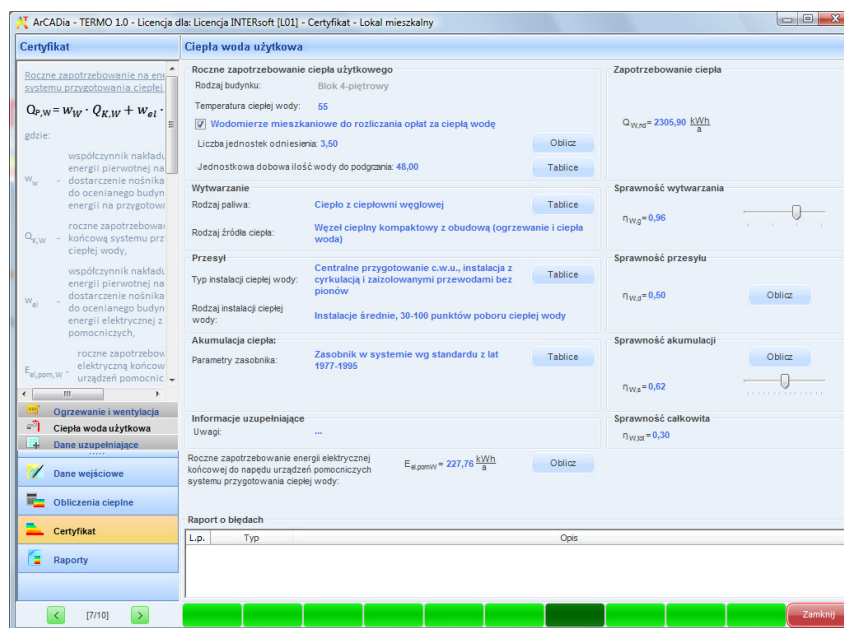 ArCADia - TERMO 1.0 - Licencja dla: Licencja INTERsoft [L01] - Certyfikat - Lokal mieszkalny
Certyfikat
Roczne zapotrzebowanie na
systemu przygotowania ciepłej
Q_P,W = w_W · Q_K,W + w_el ·
gdzie:
w_W - współczynnik nakładu
energii pierwotnej na
dostarczenie nośnika
do ocenianego
energii na
Q_K,W - roczne
końcową systemu
ciepłej wody,
w_el - współczynnik nakładu
energii pierwotnej na
dostarczenie nośnika
do ocenianego
energii elektrycznej z
pomocniczych,
E_el,pom,W - roczne
elektryczną
urządzeń
Ogrzewanie i wentylacja
Ciepła woda użytkowa
Dane uzupełniające
Dane wejściowe
Obliczenia cieplne
Certyfikat
Raporty
[7/10]
Ciepła woda użytkowa
Roczne zapotrzebowanie ciepła użytkowego
Rodzaj budynku: Blok 4-piętrowy
Temperatura ciepłej wody: 55
Wodomierze mieszkaniowe do rozliczania opłat za ciepłą wodę
Liczba jednostek odniesienia: 3,50 Oblicz
Jednostkowa dobowa ilość wody do podgrzania: 48,00 Tablice
Zapotrzebowanie ciepła
Q_W,nd = 2305,90 kWh/a
Wytwarzanie
Rodzaj paliwa: Ciepło z ciepłowni węglowej Tablice
Rodzaj źródła ciepła: Węzeł cieplny kompaktowy z obudową (ogrzewanie i ciepła
woda)
Sprawność wytwarzania
η_W,g = 0,96
Przesył
Typ instalacji ciepłej wody: Centralne przygotowanie c.w.u., instalacja z
cyrkulacją i zaizolowanymi przewodami bez
pionów
Tablice
Rodzaj instalacji ciepłej
wody: Instalacje średnie, 30-100 punktów poboru ciepłej wody
Sprawność przesyłu
η_W,d = 0,50 Oblicz
Akumulacja ciepła:
Parametry zasobnika: Zasobnik w systemie wg standardu z lat
1977-1995
Tablice
Sprawność akumulacji
Oblicz
η_W,s = 0,62
Informacje uzupełniające
Uwagi: ...
Sprawność całkowita
η_W,tot = 0,30
Roczne zapotrzebowanie energii elektrycznej
końcowej do napędu urządzeń pomocniczych
systemu przygotowania ciepłej wody:
E_el,pomW = 227,76 kWh/a Oblicz
Raport o błędach
L.p. Typ Opis
Zamknij